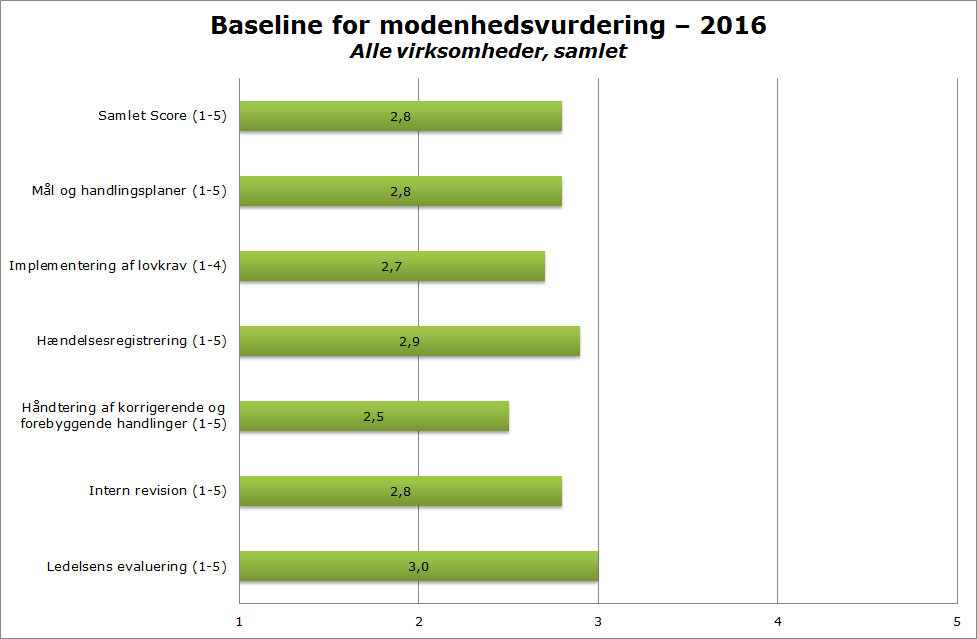 Baseline for modenhedsvurdering – 2016
Alle virksomheder, samlet
Samlet Score (1-5)
2,8
Mål og handlingsplaner (1-5)
2,8
Implementering af lovkrav (1-4)
2,7
Hændelsesregistrering (1-5)
2,9
Håndtering af korrigerende og
forebyggende handlinger (1-5)
2,5
Intern revision (1-5)
2,8
Ledelsens evaluering (1-5)
3,0
1 2 3 4 5